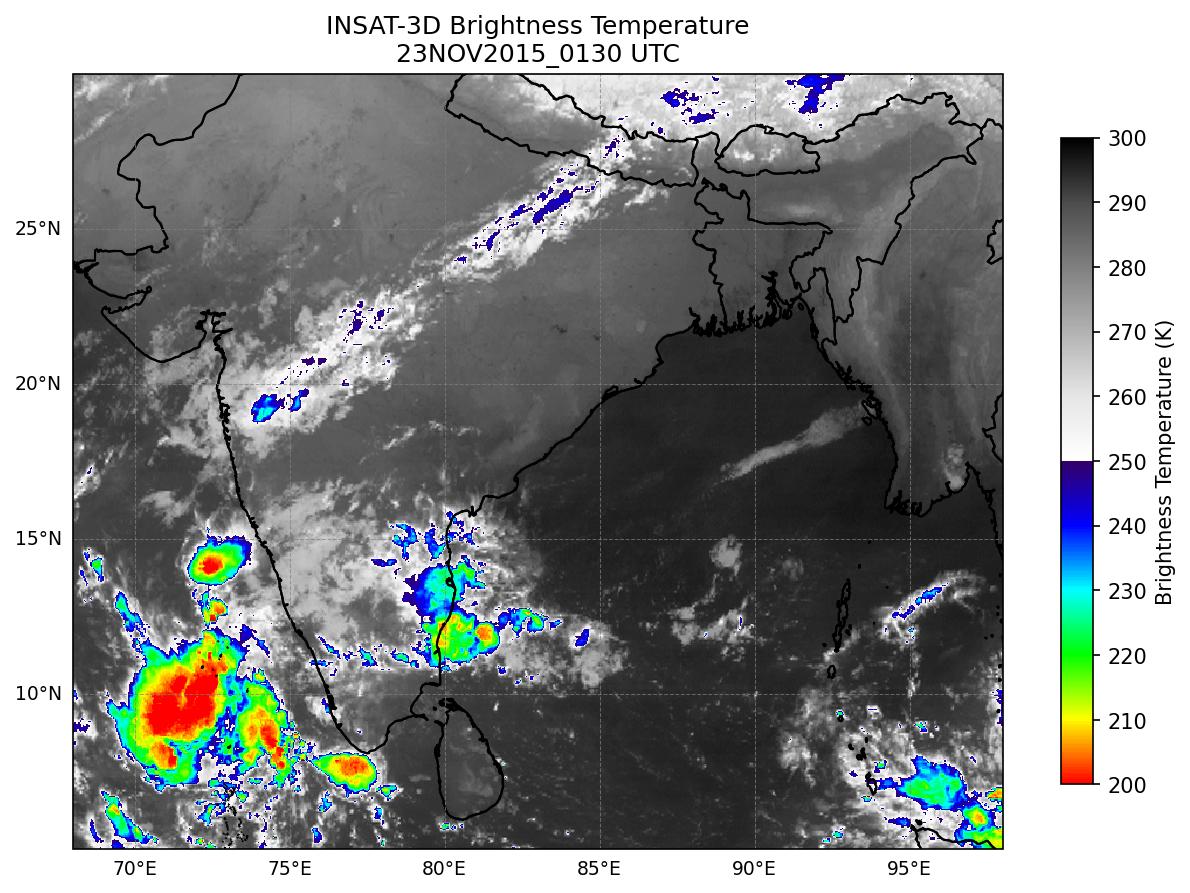 INSAT-3D Brightness Temperature
23NOV2015_0130 UTC
25°N
20°N
15°N
10°N
70°E
75°E
80°E
85°E
90°E
95°E
300
290
280
270
260
250
240
230
220
210
200
Brightness Temperature (K)